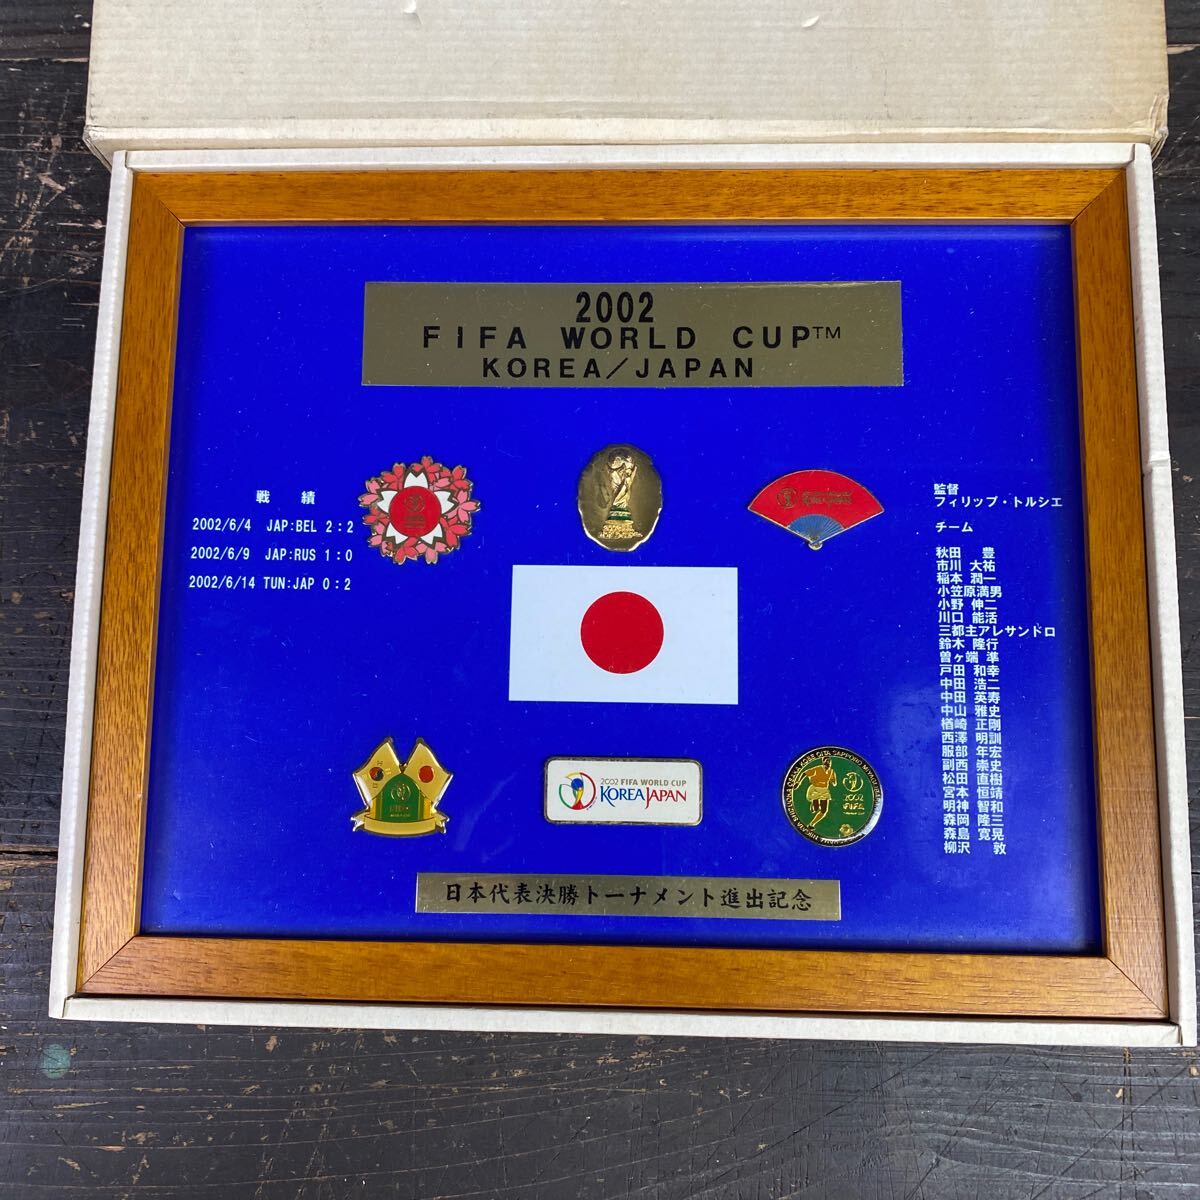 2002
FIFA WORLD CUP™
KOREA/JAPAN
戦 績
2002/6/4 JAP:BEL 2:2
2002/6/9 JAP:RUS 1:0
2002/6/14 TUN:JAP 0:2
監督
フィリップ・トルシエ
チーム
秋田 豊
市川 大祐
稲本 潤一
小笠原満男
小野 伸二
川口 能活
三都主アレサンドロ
鈴木 隆行
曽ヶ端 準
戸田 和幸
中田 浩二
中田 英寿
中山 雅史
楢崎 正剛
西澤 明訓
服部 年宏
副西 崇史
松田 直樹
宮本 恒靖
明神 智和
森岡 隆三
森島 寛晃
柳沢 敦
2002 FIFA WORLD CUP
KOREAJAPAN
2002
FIFA
日本代表決勝トーナメント進出記念